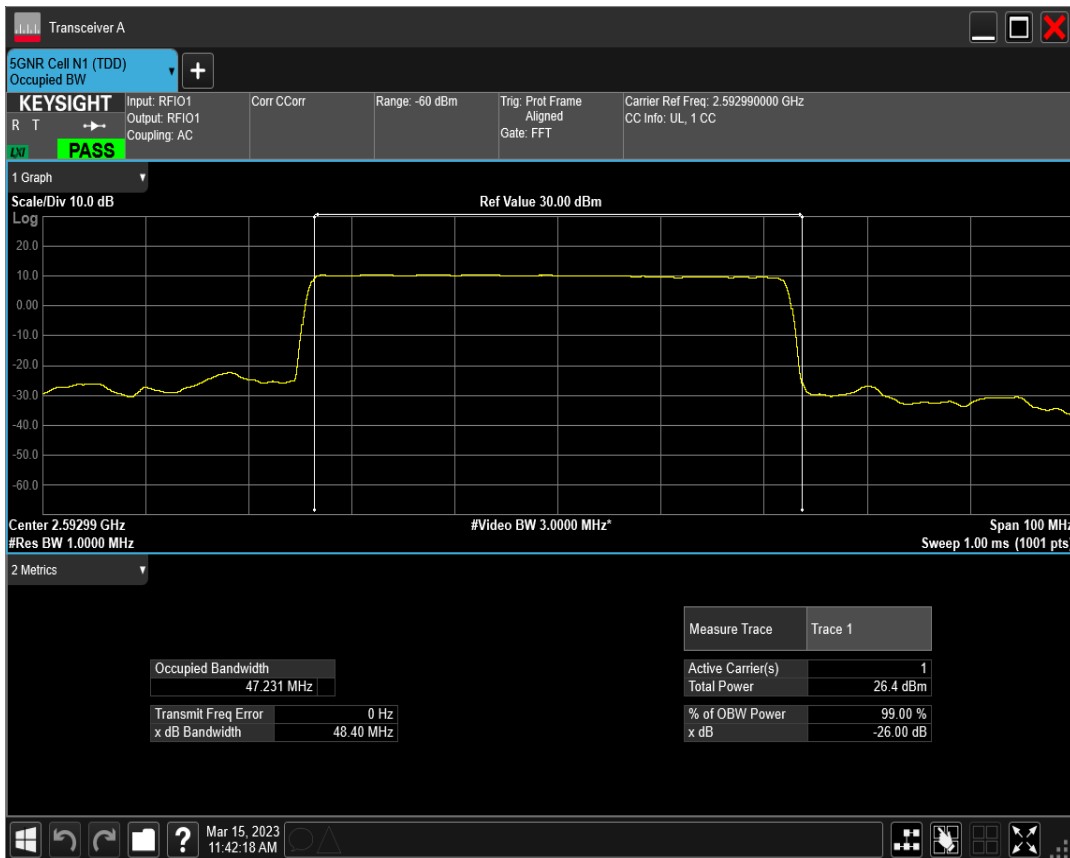 Transceiver A
5GNR Cell N1 (TDD)
Occupied BW
+
KEYSIGHT
R T
LXI
PASS
Input: RFIO1
Output: RFIO1
Coupling: AC
Corr CCorr
Range: -60 dBm
Trig: Prot Frame
Aligned
Gate: FFT
Carrier Ref Freq: 2.592990000 GHz
CC Info: UL, 1 CC
1 Graph
Scale/Div 10.0 dB
Ref Value 30.00 dBm
Log
20.0
10.0
0.00
-10.0
-20.0
-30.0
-40.0
-50.0
-60.0
Center 2.59299 GHz
#Video BW 3.0000 MHz*
Span 100 MHz
#Res BW 1.0000 MHz
Sweep 1.00 ms (1001 pts)
2 Metrics
Measure Trace Trace 1
Occupied Bandwidth
47.231 MHz
Active Carrier(s) 1
Total Power 26.4 dBm
Transmit Freq Error 0 Hz
x dB Bandwidth 48.40 MHz
% of OBW Power 99.00 %
x dB -26.00 dB
?
Mar 15, 2023
11:42:18 AM